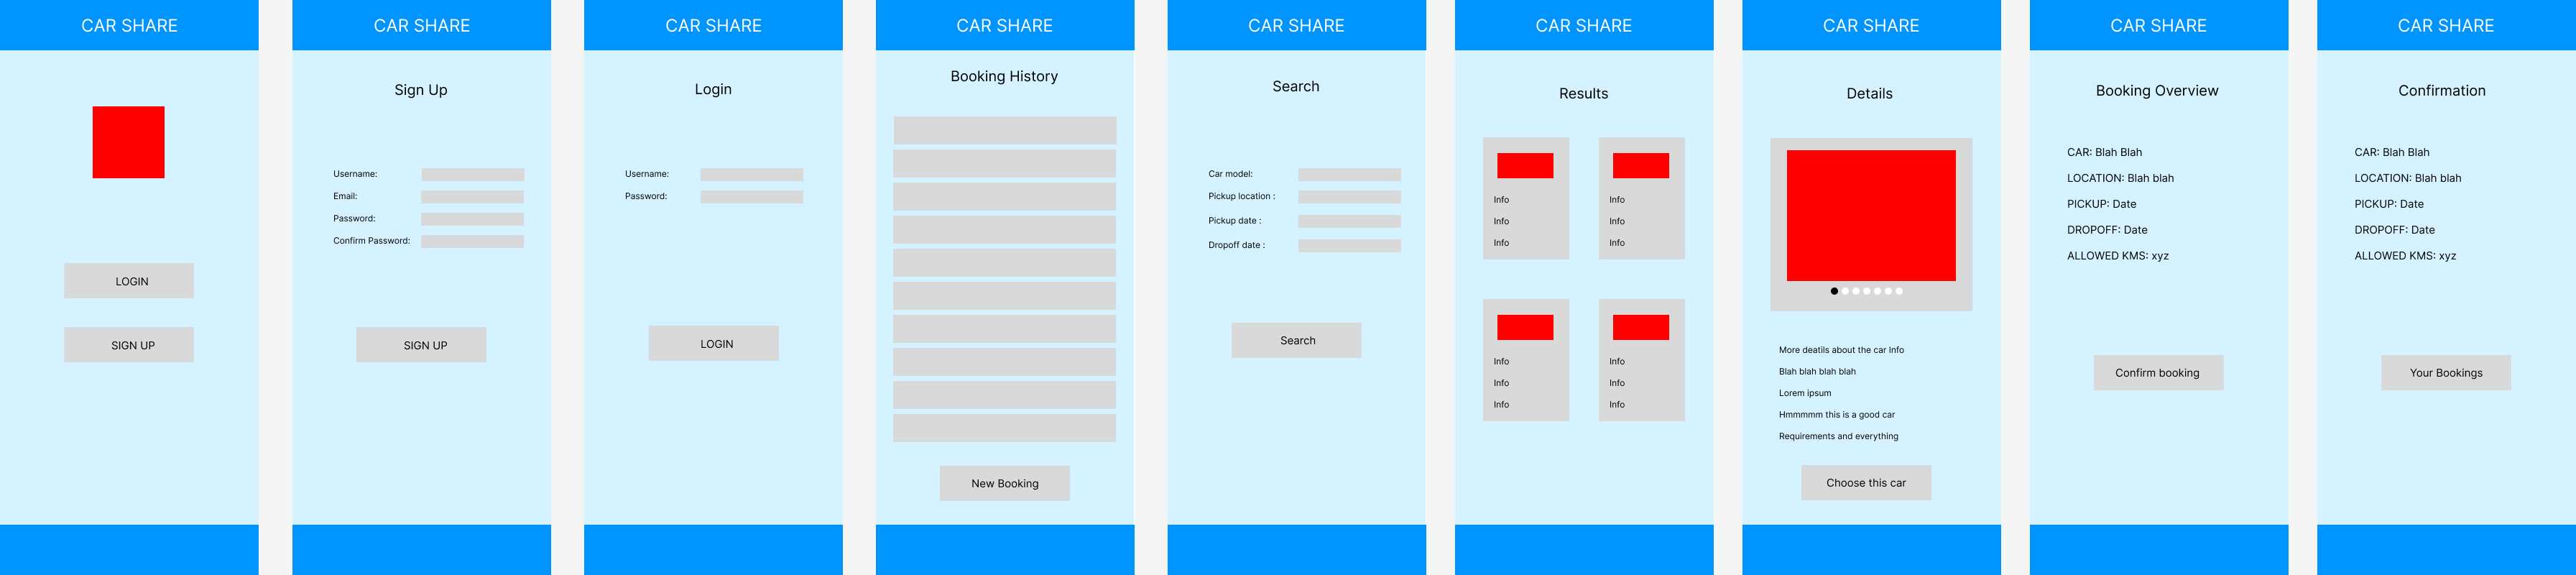 CAR SHARE
LOGIN
SIGN UP
CAR SHARE
Sign Up
Username:
Email:
Password:
Confirm Password:
SIGN UP
CAR SHARE
Login
Username:
Password:
LOGIN
CAR SHARE
Booking History
New Booking
CAR SHARE
Search
Car model:
Pickup location :
Pickup date :
Dropoff date :
Search
CAR SHARE
Results
Info
Info
Info
Info
Info
Info
Info
Info
Info
Info
Info
Info
CAR SHARE
Details
More deatils about the car Info
Blah blah blah blah
Lorem ipsum
Hmmmmm this is a good car
Requirements and everything
Choose this car
CAR SHARE
Booking Overview
CAR: Blah Blah
LOCATION: Blah blah
PICKUP: Date
DROPOFF: Date
ALLOWED KMS: xyz
Confirm booking
CAR SHARE
Confirmation
CAR: Blah Blah
LOCATION: Blah blah
PICKUP: Date
DROPOFF: Date
ALLOWED KMS: xyz
Your Bookings